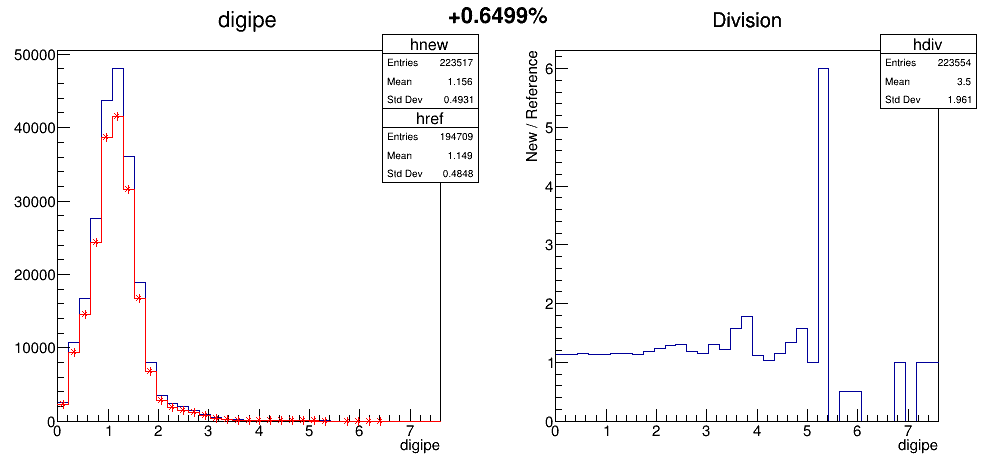 +0.6499%
digipe
hnew
Entries 223517
Mean 1.156
Std Dev 0.4931
href
Entries 194709
Mean 1.149
Std Dev 0.4848
50000
40000
30000
20000
10000
0
0 1 2 3 4 5 6 7
digipe
Division
hdiv
Entries 223554
Mean 3.5
Std Dev 1.961
New / Reference
6
5
4
3
2
1
0
0 1 2 3 4 5 6 7
digipe